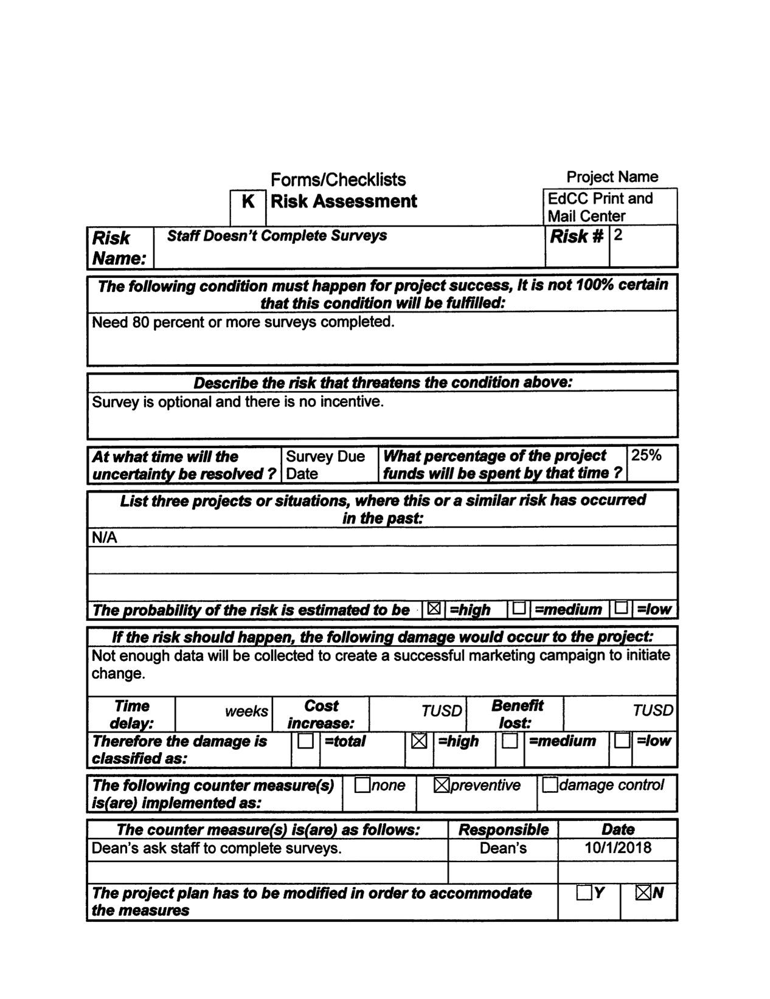 Forms/Checklists
Project Name
K Risk Assessment
EdCC Print and
Mail Center
Risk
Name:
Staff Doesn't Complete Surveys
Risk # 2
The following condition must happen for project success, It is not 100% certain
that this condition will be fulfilled:
Need 80 percent or more surveys completed.
Describe the risk that threatens the condition above:
Survey is optional and there is no incentive.
At what time will the
uncertainty be resolved ?
Survey Due
Date
What percentage of the project
funds will be spent by that time ?
25%
List three projects or situations, where this or a similar risk has occurred
in the past:
N/A
The probability of the risk is estimated to be ☒ =high ☐ =medium ☐ =low
If the risk should happen, the following damage would occur to the project:
Not enough data will be collected to create a successful marketing campaign to initiate
change.
Time
delay:
weeks
Cost
increase:
TUSD
Benefit
lost:
TUSD
Therefore the damage is
classified as:
☐ =total ☒ =high ☐ =medium ☐ =low
The following counter measure(s)
is(are) implemented as:
☐none ☒preventive ☐damage control
The counter measure(s) is(are) as follows: Responsible Date
Dean's ask staff to complete surveys. Dean's 10/1/2018
The project plan has to be modified in order to accommodate
the measures
☐Y ☒N